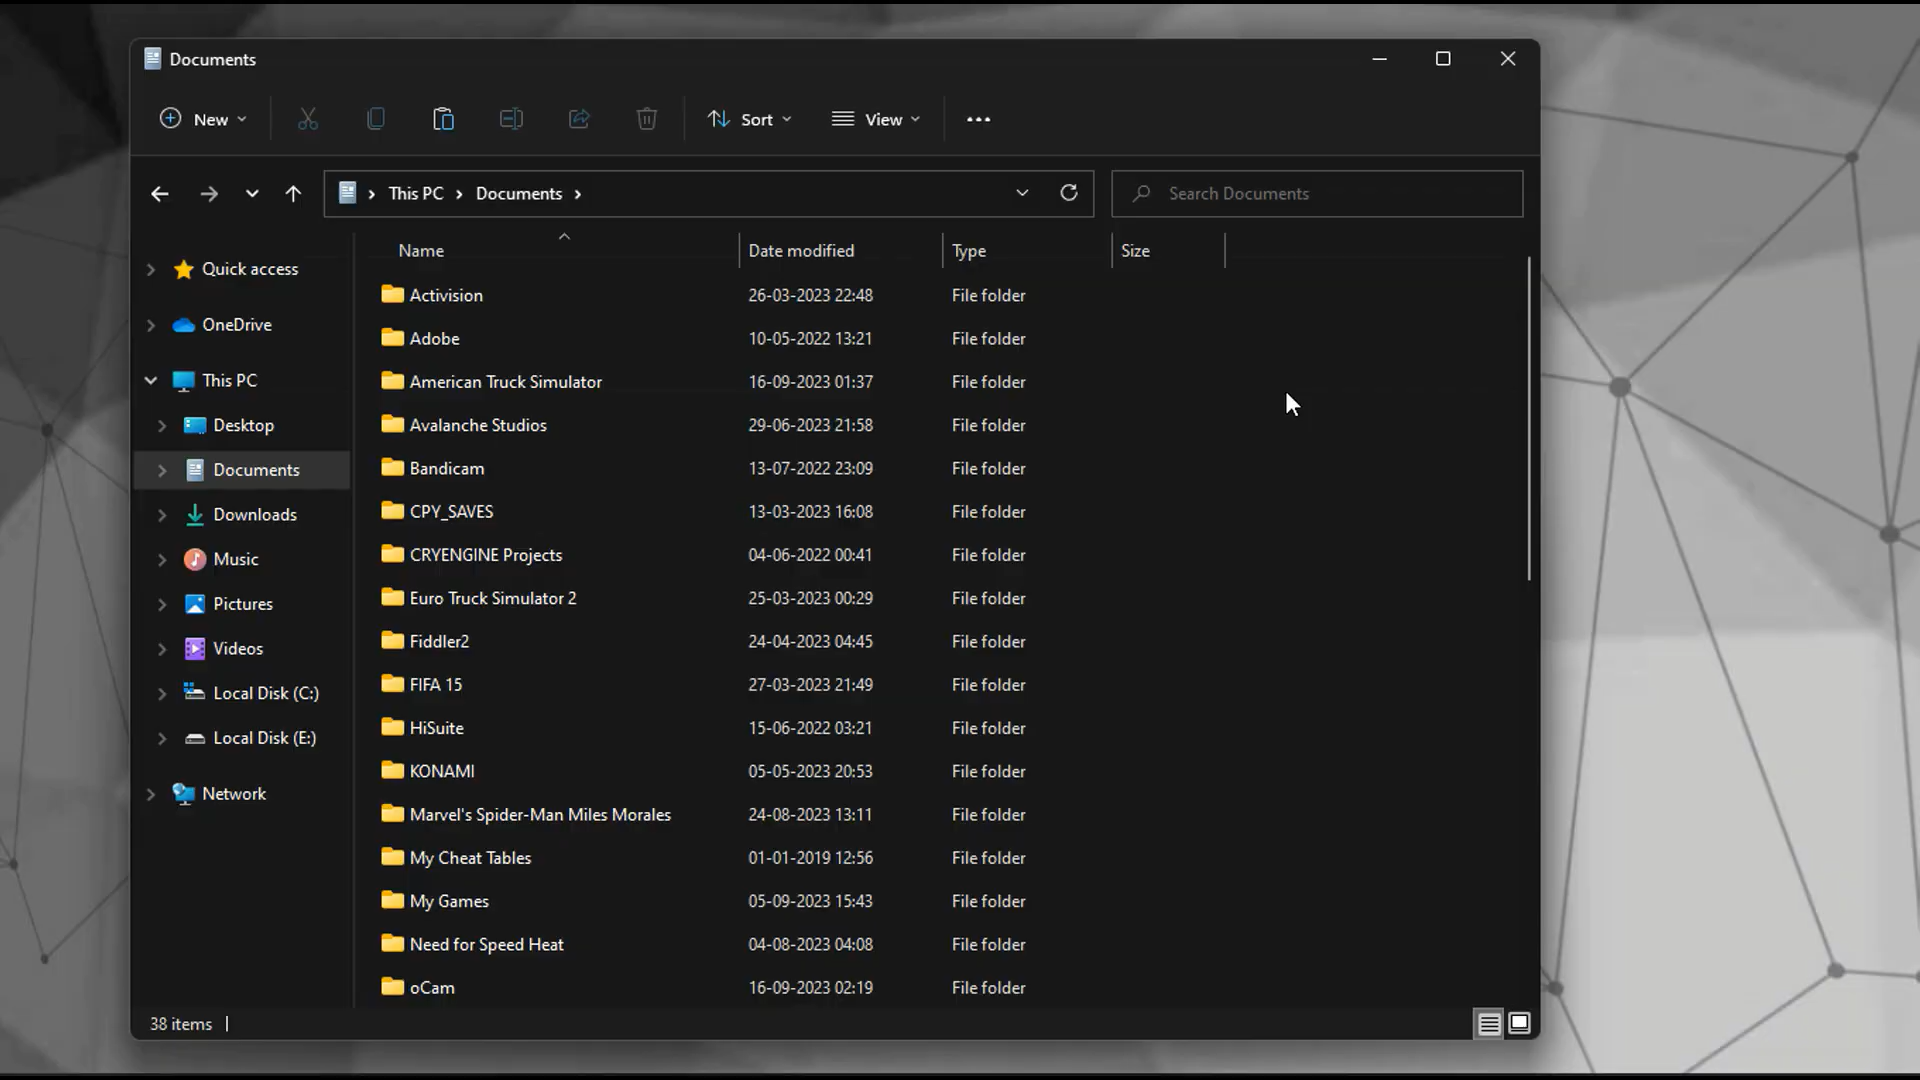 Documents
New Sort View
This PC Documents Search Documents
Name Date modified Type Size
Quick access
OneDrive
This PC
Desktop
Documents
Downloads
Music
Pictures
Videos
Local Disk (C:)
Local Disk (E:)
Network
Activision 26-03-2023 22:48 File folder
Adobe 10-05-2022 13:21 File folder
American Truck Simulator 16-09-2023 01:37 File folder
Avalanche Studios 29-06-2023 21:58 File folder
Bandicam 13-07-2022 23:09 File folder
CPY_SAVES 13-03-2023 16:08 File folder
CRYENGINE Projects 04-06-2022 00:41 File folder
Euro Truck Simulator 2 25-03-2023 00:29 File folder
Fiddler2 24-04-2023 04:45 File folder
FIFA 15 27-03-2023 21:49 File folder
HiSuite 15-06-2022 03:21 File folder
KONAMI 05-05-2023 20:53 File folder
Marvel's Spider-Man Miles Morales 24-08-2023 13:11 File folder
My Cheat Tables 01-01-2019 12:56 File folder
My Games 05-09-2023 15:43 File folder
Need for Speed Heat 04-08-2023 04:08 File folder
oCam 16-09-2023 02:19 File folder
38 items